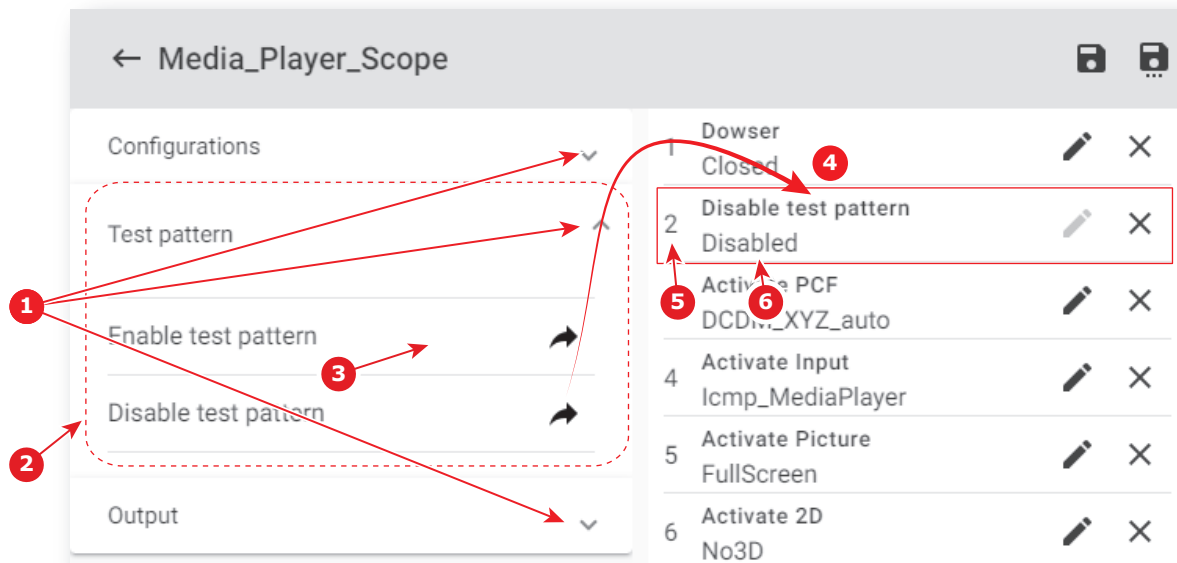 ← Media_Player_Scope
Configurations
Test pattern
Enable test pattern
Disable test pattern
Output
1
2
3
1 Dowser
Closed
4
2 Disable test pattern
Disabled
5
6
Activate PCF
DCDM_XYZ_auto
4 Activate Input
Icmp_MediaPlayer
5 Activate Picture
FullScreen
6 Activate 2D
No3D